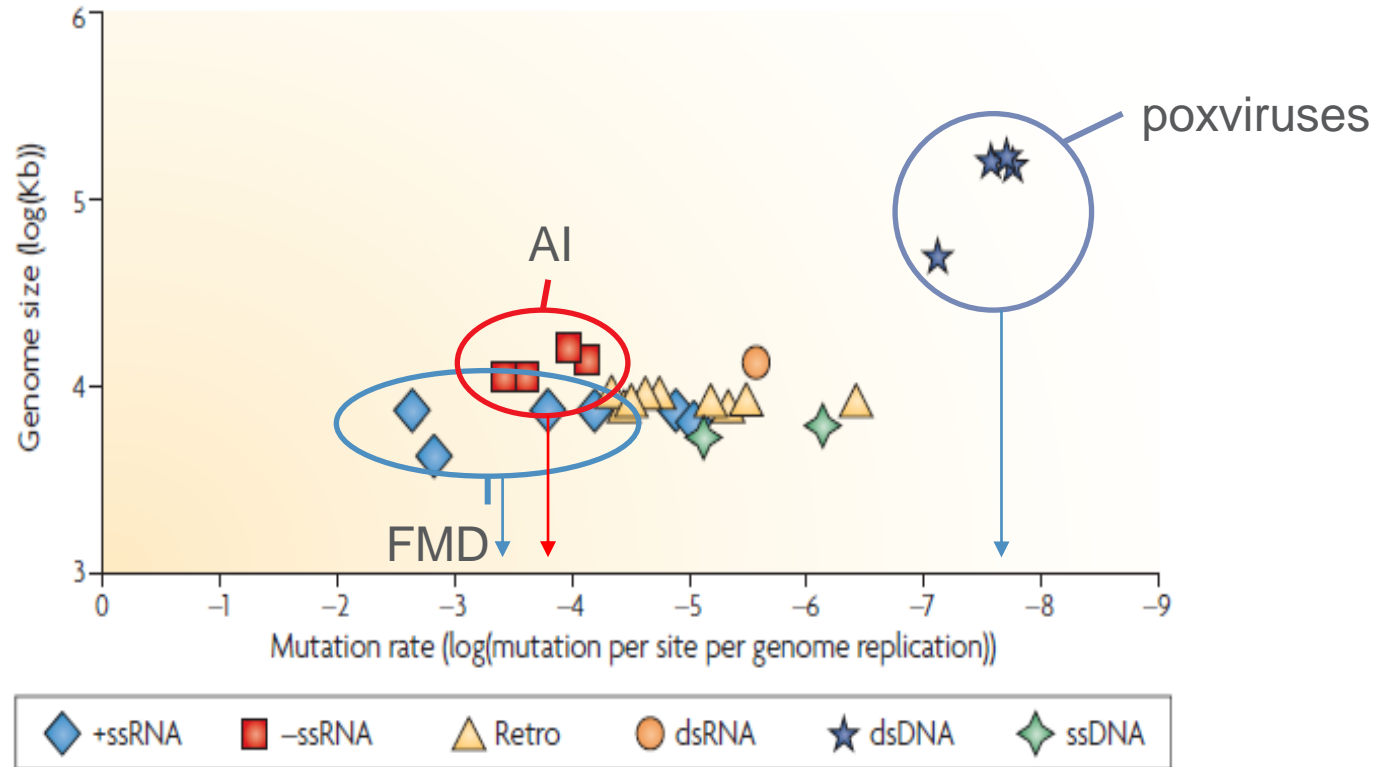 6
poxviruses
Genome size (log(Kb))
5
AI
4
FMD
3
0 –1 –2 –3 –4 –5 –6 –7 –8 –9
Mutation rate (log(mutation per site per genome replication))
+ssRNA –ssRNA Retro dsRNA dsDNA ssDNA